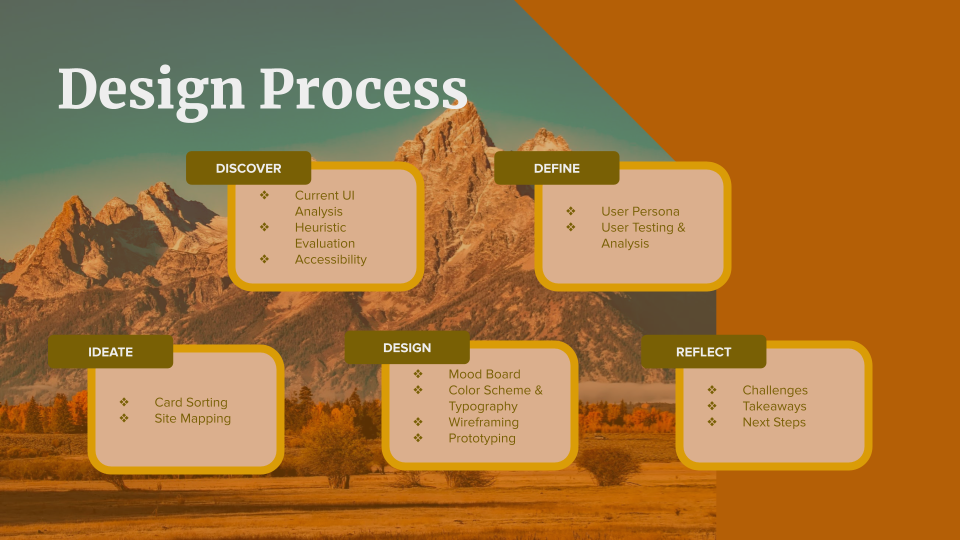 Design Process
DISCOVER
❖ Current UI
Analysis
❖ Heuristic
Evaluation
❖ Accessibility
DEFINE
❖ User Persona
❖ User Testing &
Analysis
IDEATE
❖ Card Sorting
❖ Site Mapping
DESIGN
❖ Mood Board
❖ Color Scheme &
Typography
❖ Wireframing
❖ Prototyping
REFLECT
❖ Challenges
❖ Takeaways
❖ Next Steps